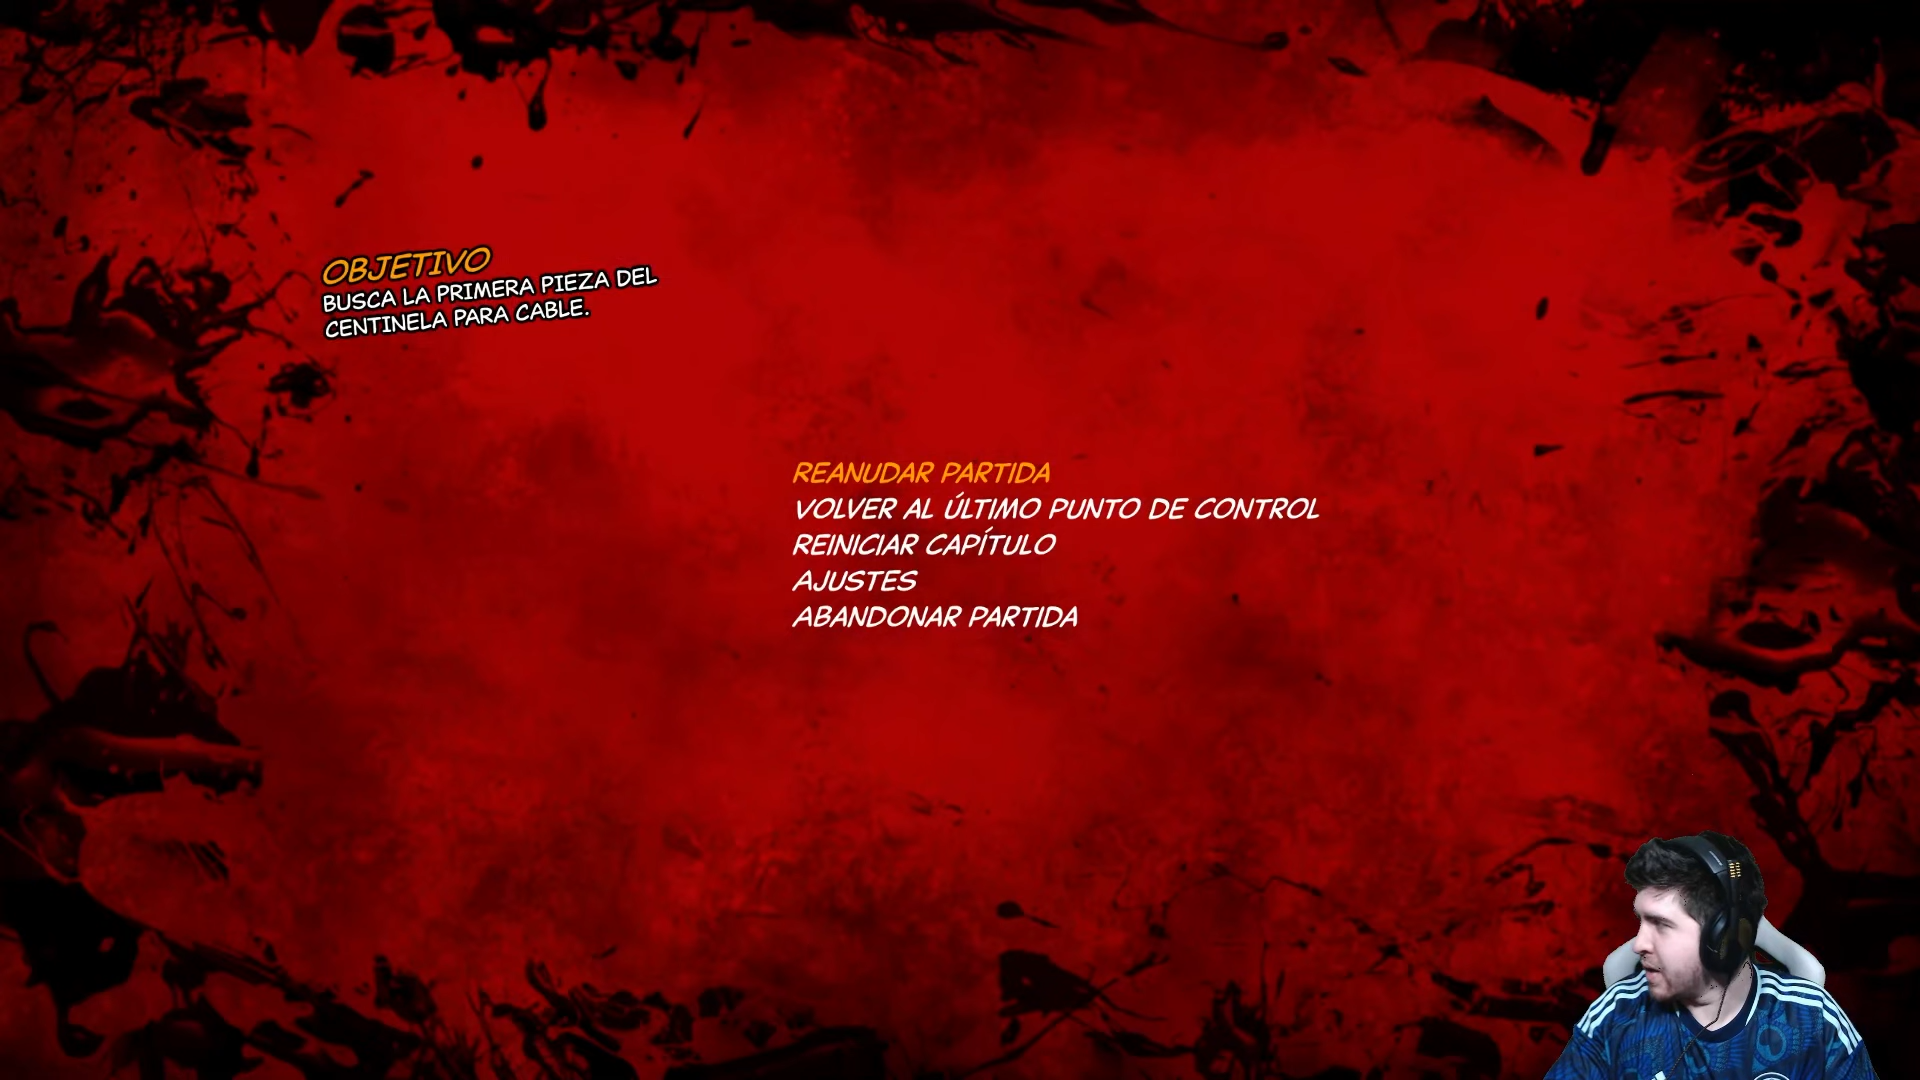 OBJETIVO
BUSCA LA PRIMERA PIEZA DEL
CENTINELA PARA CABLE.
REANUDAR PARTIDA
VOLVER AL ÚLTIMO PUNTO DE CONTROL
REINICIAR CAPÍTULO
AJUSTES
ABANDONAR PARTIDA